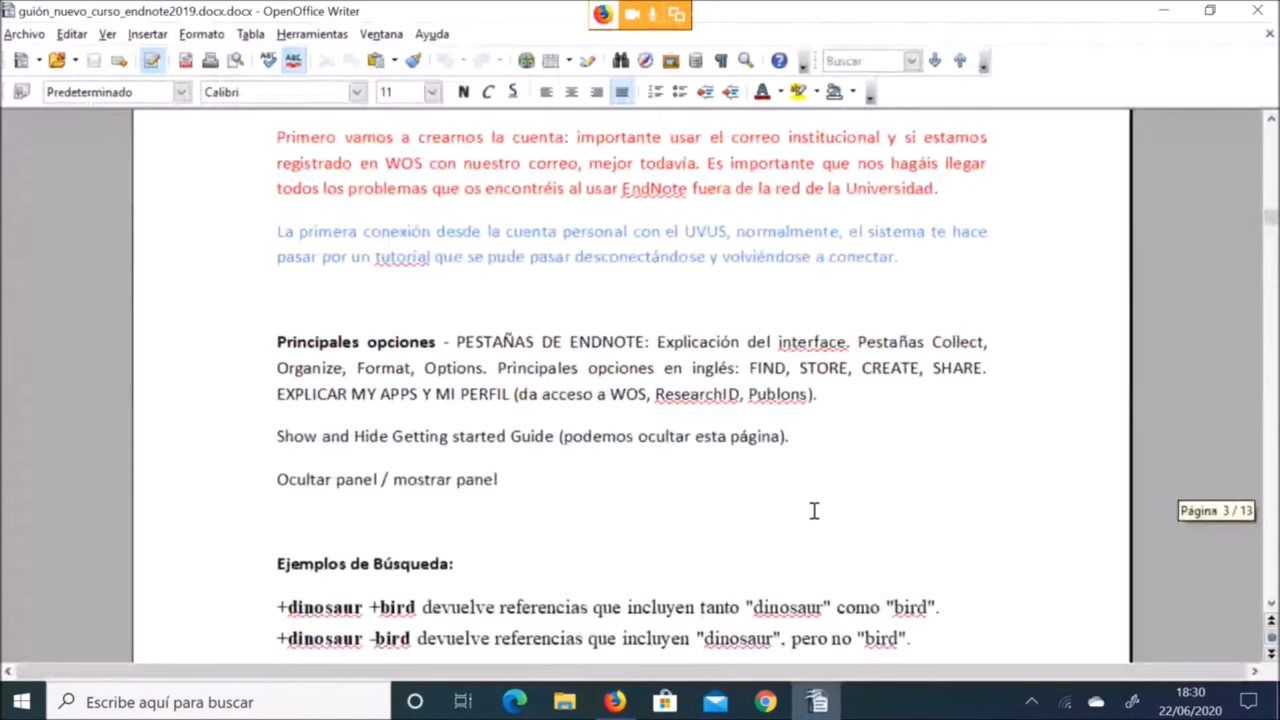 guión_nuevo_curso_endnote2019.docx.docx - OpenOffice Writer
Archivo Editar Ver Insertar Formato Tabla Herramientas Ventana Ayuda
Buscar
Predeterminado Calibri 11 N C S
Primero vamos a crearnos la cuenta: importante usar el correo institucional y si estamos
registrado en WOS con nuestro correo, mejor todavía. Es importante que nos hagáis llegar
todos los problemas que os encontréis al usar EndNote fuera de la red de la Universidad.
La primera conexión desde la cuenta personal con el UVUS, normalmente, el sistema te hace
pasar por un tutorial que se pude pasar desconectándose y volviéndose a conectar.
Principales opciones - PESTAÑAS DE ENDNOTE: Explicación del interface. Pestañas Collect,
Organize, Format, Options. Principales opciones en inglés: FIND, STORE, CREATE, SHARE.
EXPLICAR MY APPS Y MI PERFIL (da acceso a WOS, ResearchID, Publons).
Show and Hide Getting started Guide (podemos ocultar esta página).
Ocultar panel / mostrar panel
Página 3 / 13
Ejemplos de Búsqueda:
+dinosaur +bird devuelve referencias que incluyen tanto "dinosaur" como "bird".
+dinosaur -bird devuelve referencias que incluyen "dinosaur", pero no "bird".
Escribe aquí para buscar
18:30
22/06/2020